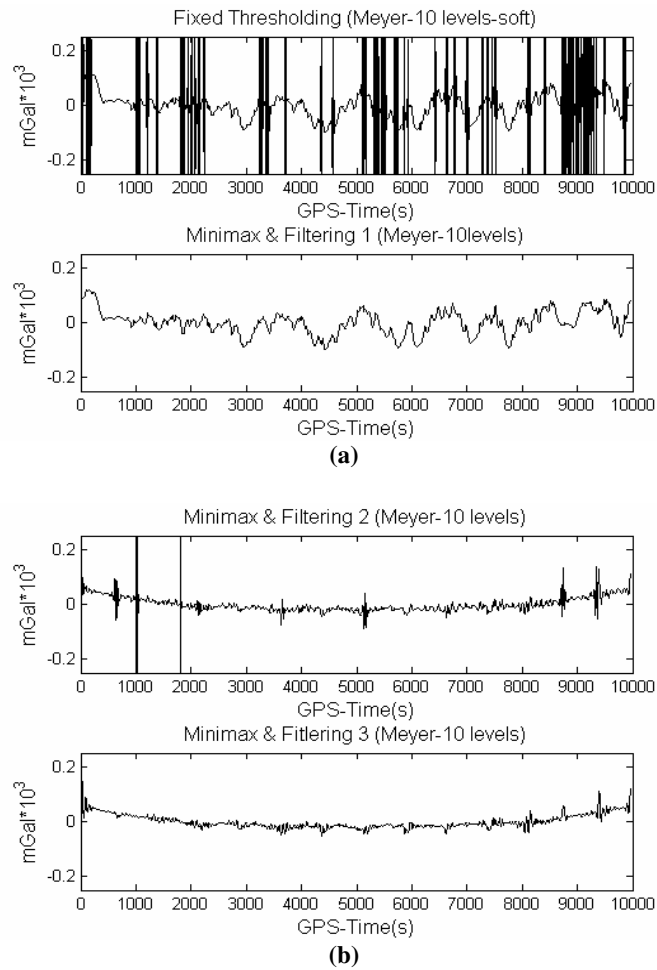 Fixed Thresholding (Meyer-10 levels-soft)
0.2
0
-0.2
mGal*10³
0 1000 2000 3000 4000 5000 6000 7000 8000 9000 10000
GPS-Time(s)
Minimax & Filtering 1 (Meyer-10levels)
0.2
0
-0.2
mGal*10³
0 1000 2000 3000 4000 5000 6000 7000 8000 9000 10000
GPS-Time(s)
(a)
Minimax & Filtering 2 (Meyer-10 levels)
0.2
0
-0.2
mGal*10³
0 1000 2000 3000 4000 5000 6000 7000 8000 9000 10000
GPS-Time(s)
Minimax & Fitlering 3 (Meyer-10 levels)
0.2
0
-0.2
mGal*10³
0 1000 2000 3000 4000 5000 6000 7000 8000 9000 10000
GPS-Time(s)
(b)